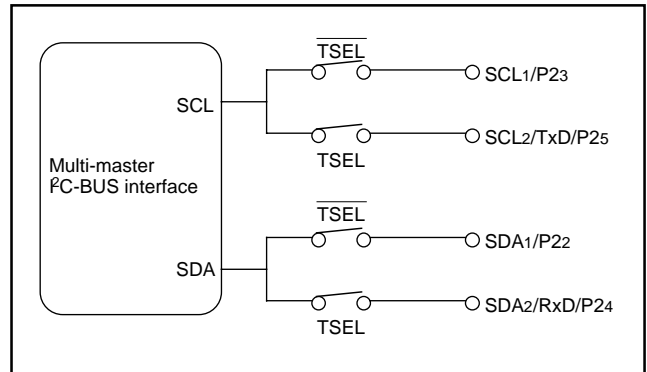 TSEL
SCL1/P23
SCL
SCL2/TxD/P25
TSEL
Multi-master
I2C-BUS interface
TSEL
SDA1/P22
SDA
SDA2/RxD/P24
TSEL